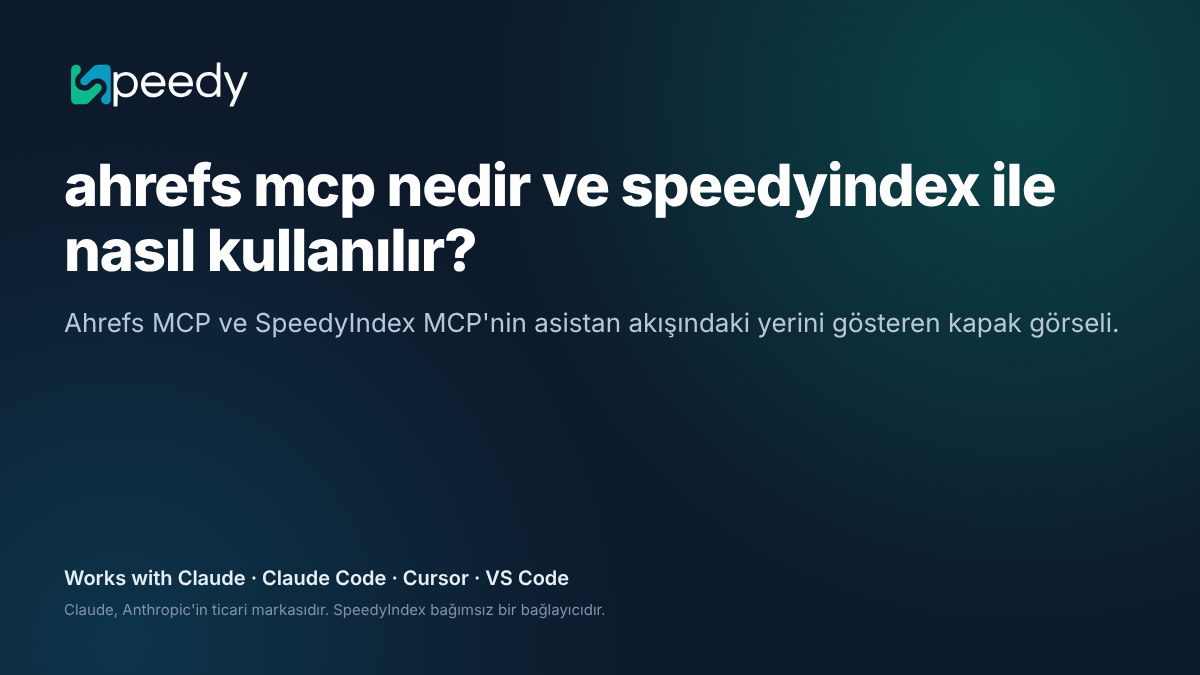 Speedy
ahrefs mcp nedir ve speedyindex ile
nasıl kullanılır?
Ahrefs MCP ve SpeedyIndex MCP'nin asistan akışındaki yerini gösteren kapak görseli.
Works with Claude · Claude Code · Cursor · VS Code
Claude, Anthropic'in ticari markasıdır. SpeedyIndex bağımsız bir bağlayıcıdır.